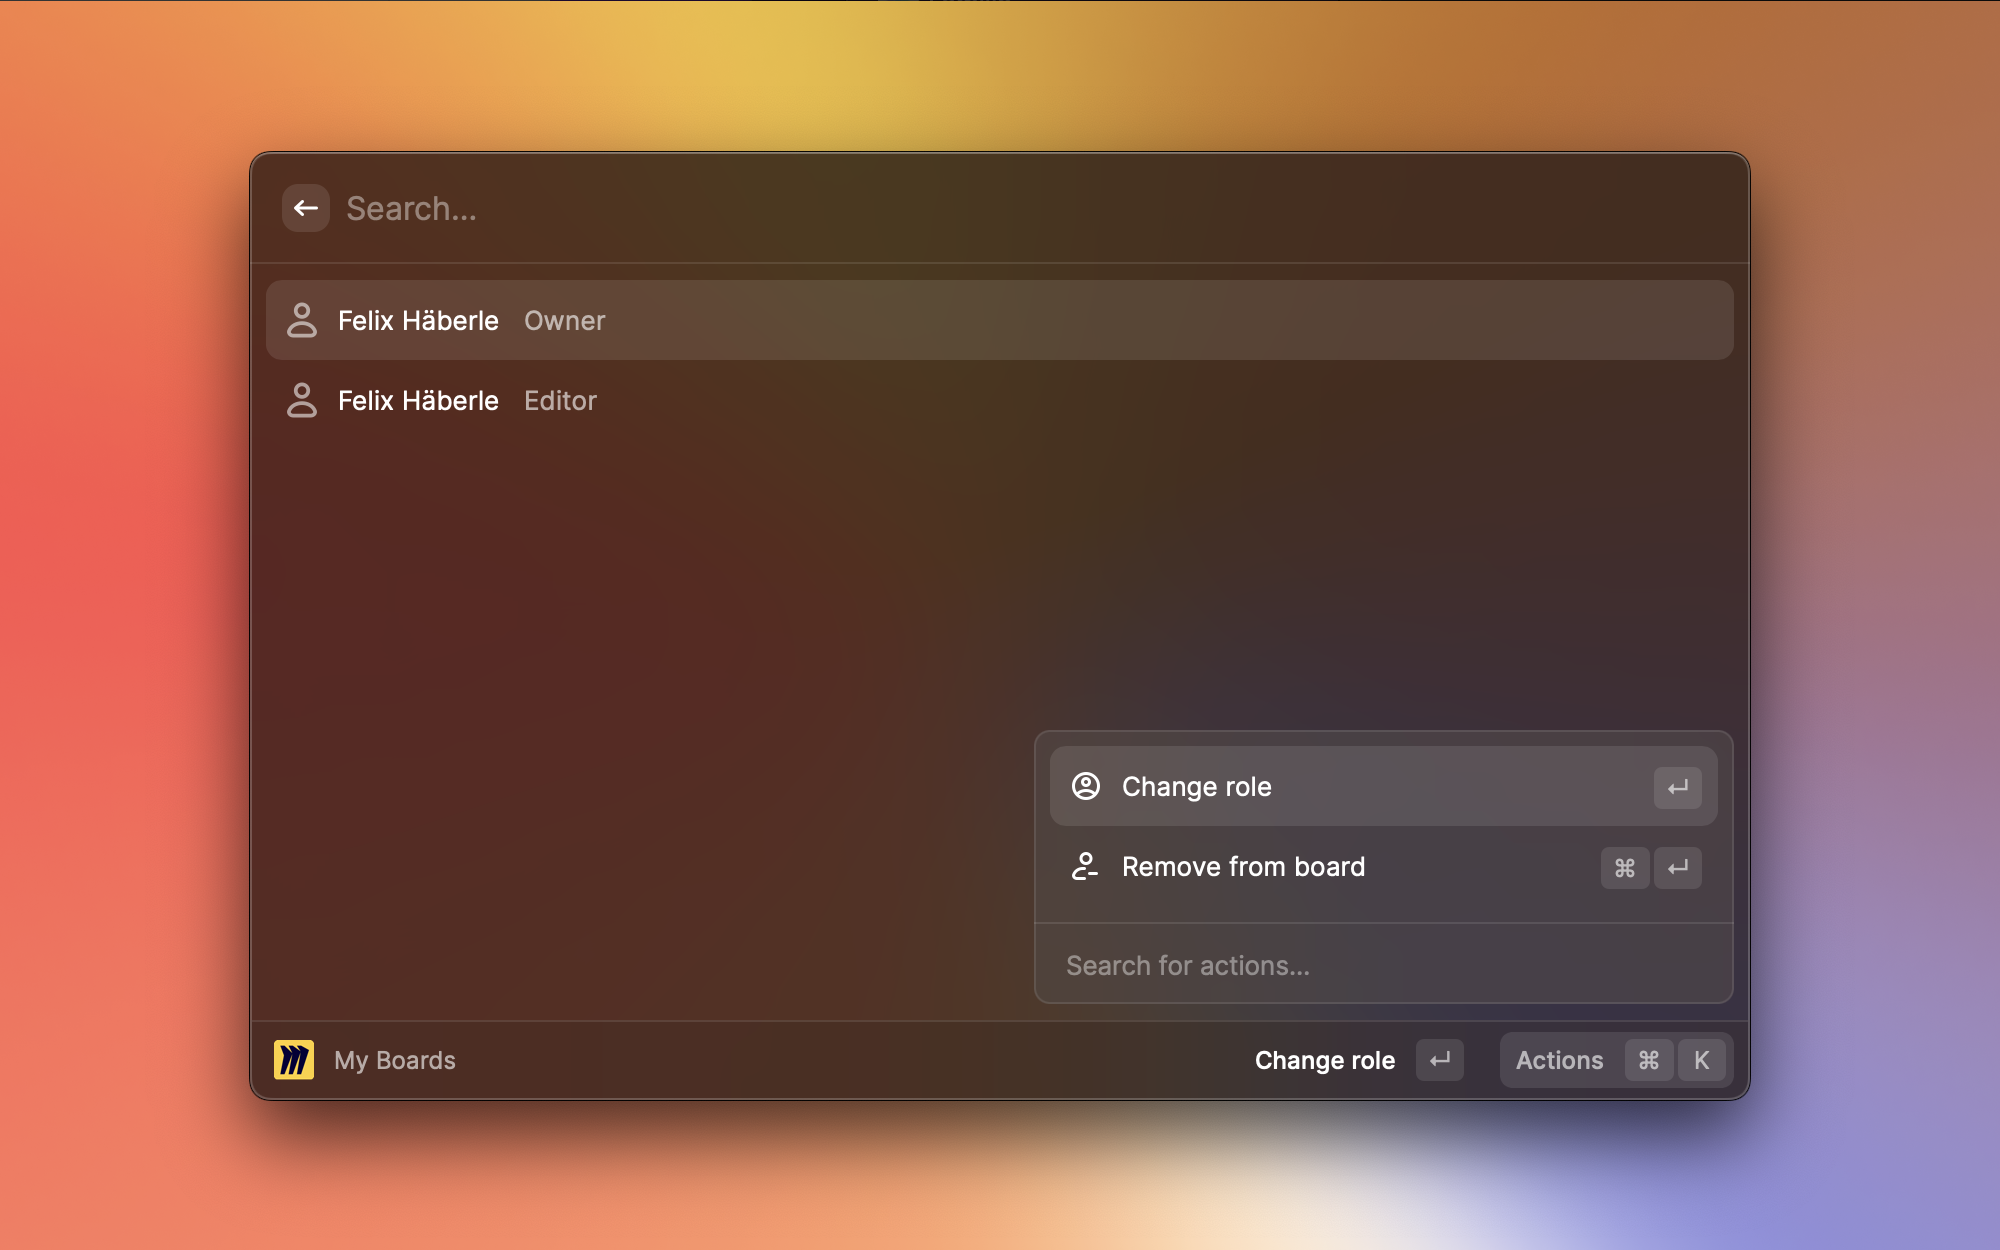 Search...
Felix Häberle Owner
Felix Häberle Editor
Change role ↵
Remove from board ⌘ ↵
Search for actions...
My Boards Change role ↵ Actions ⌘ K